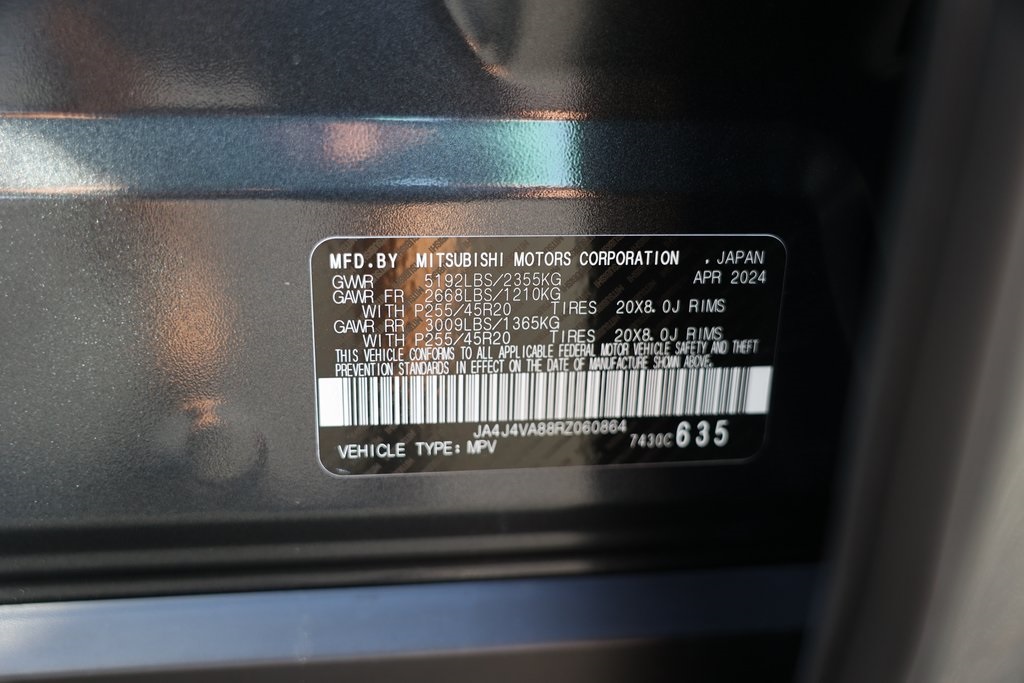 MFD.BY MITSUBISHI MOTORS CORPORATION , JAPAN
GVWR 5192LBS/2355KG APR 2024
GAWR FR 2668LBS/1210KG
WITH P255/45R20 TIRES 20X8.0J RIMS
GAWR RR 3009LBS/1365KG
WITH P255/45R20 TIRES 20X8.0J RIMS
THIS VEHICLE CONFORMS TO ALL APPLICABLE FEDERAL MOTOR VEHICLE SAFETY AND THEFT
PREVENTION STANDARDS IN EFFECT ON THE DATE OF MANUFACTURE SHOWN ABOVE.
JA4J4VA88RZ060864
VEHICLE TYPE: MPV 7430C635